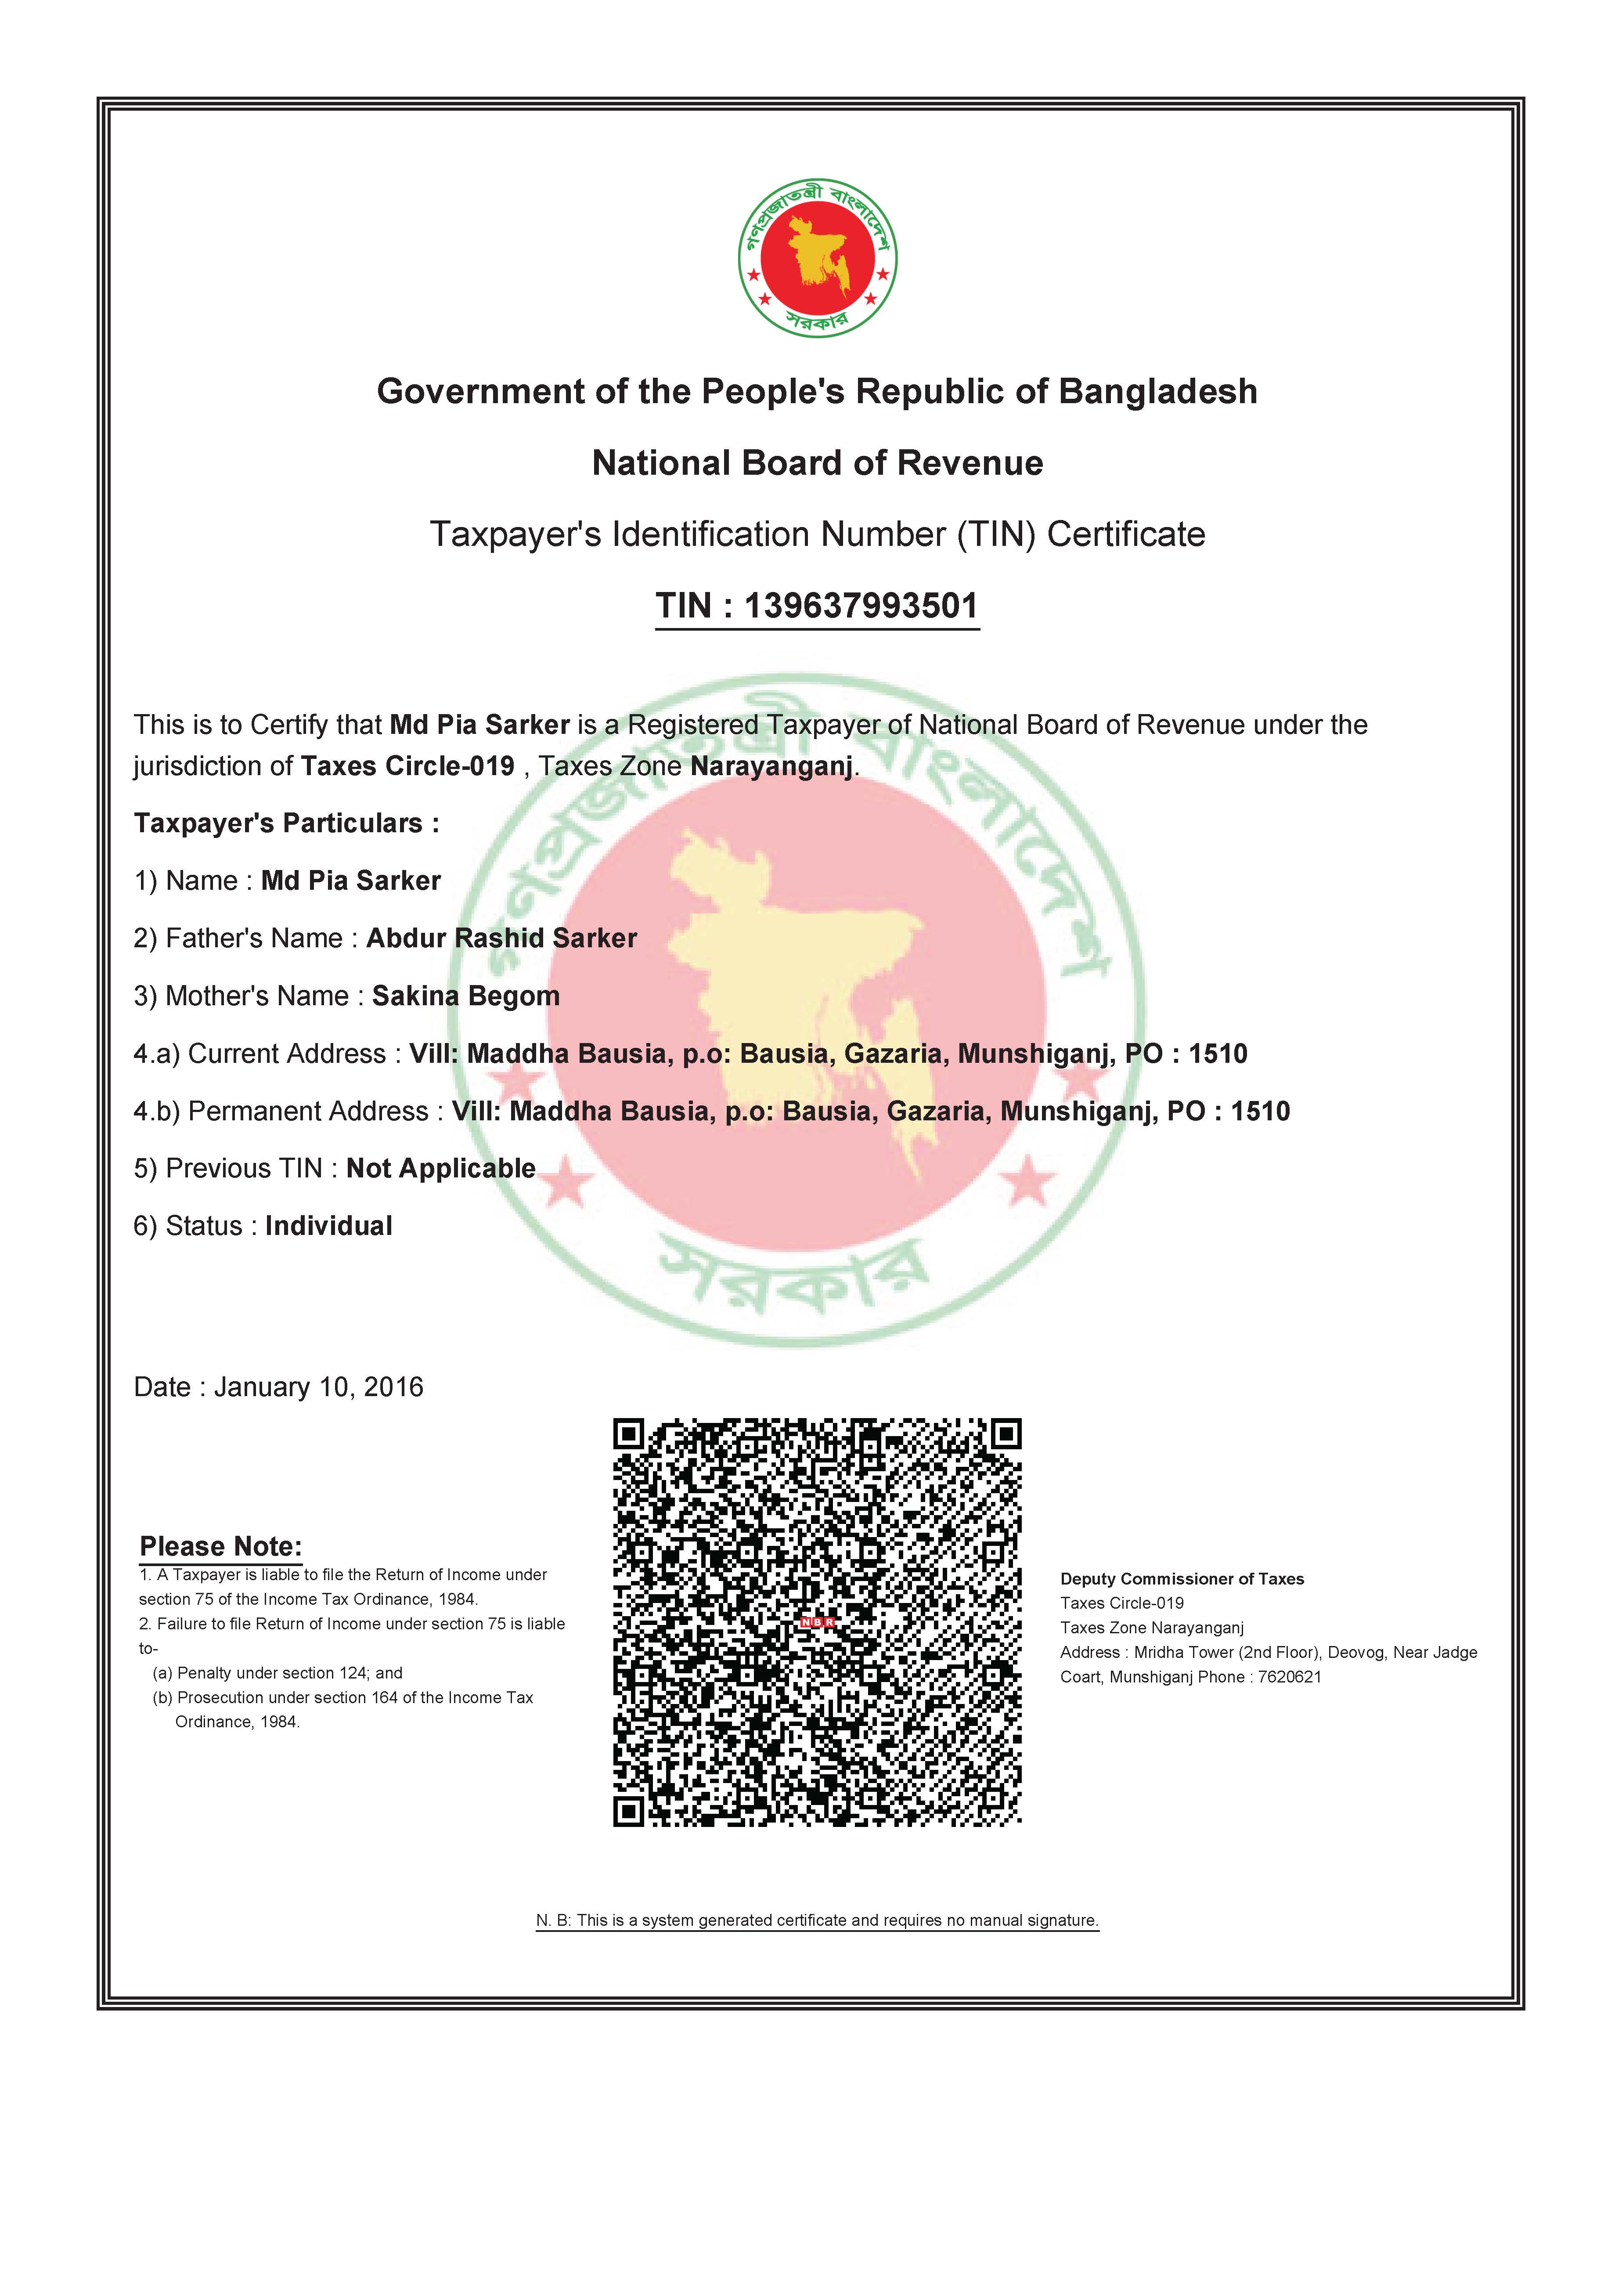 গণপ্রজাতন্ত্রী বাংলাদেশ
সরকার
Government of the People's Republic of Bangladesh
National Board of Revenue
Taxpayer's Identification Number (TIN) Certificate
TIN : 139637993501
This is to Certify that Md Pia Sarker is a Registered Taxpayer of National Board of Revenue under the
jurisdiction of Taxes Circle-019 , Taxes Zone Narayanganj.
Taxpayer's Particulars :
1) Name : Md Pia Sarker
2) Father's Name : Abdur Rashid Sarker
3) Mother's Name : Sakina Begom
4.a) Current Address : Vill: Maddha Bausia, p.o: Bausia, Gazaria, Munshiganj, PO : 1510
4.b) Permanent Address : Vill: Maddha Bausia, p.o: Bausia, Gazaria, Munshiganj, PO : 1510
5) Previous TIN : Not Applicable
6) Status : Individual
গণপ্রজাতন্ত্রী বাংলাদেশ
সরকার
Date : January 10, 2016
Please Note:
1. A Taxpayer is liable to file the Return of Income under
section 75 of the Income Tax Ordinance, 1984.
2. Failure to file Return of Income under section 75 is liable
to-
(a) Penalty under section 124; and
(b) Prosecution under section 164 of the Income Tax
Ordinance, 1984.
NBR
Deputy Commissioner of Taxes
Taxes Circle-019
Taxes Zone Narayanganj
Address : Mridha Tower (2nd Floor), Deovog, Near Jadge
Coart, Munshiganj Phone : 7620621
N. B: This is a system generated certificate and requires no manual signature.